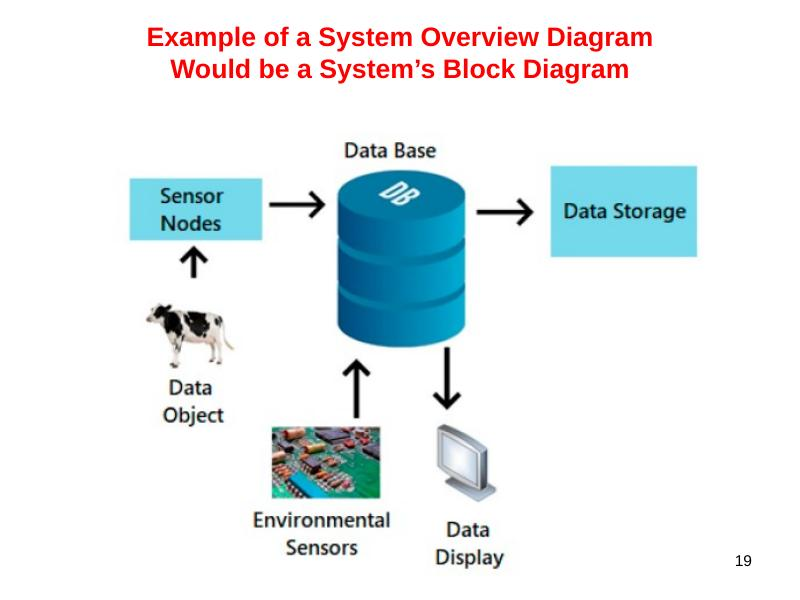 Example of a System Overview Diagram
Would be a System’s Block Diagram
Data Base
DB
Sensor
Nodes
Data Storage
Data
Object
Environmental
Sensors
Data
Display
19